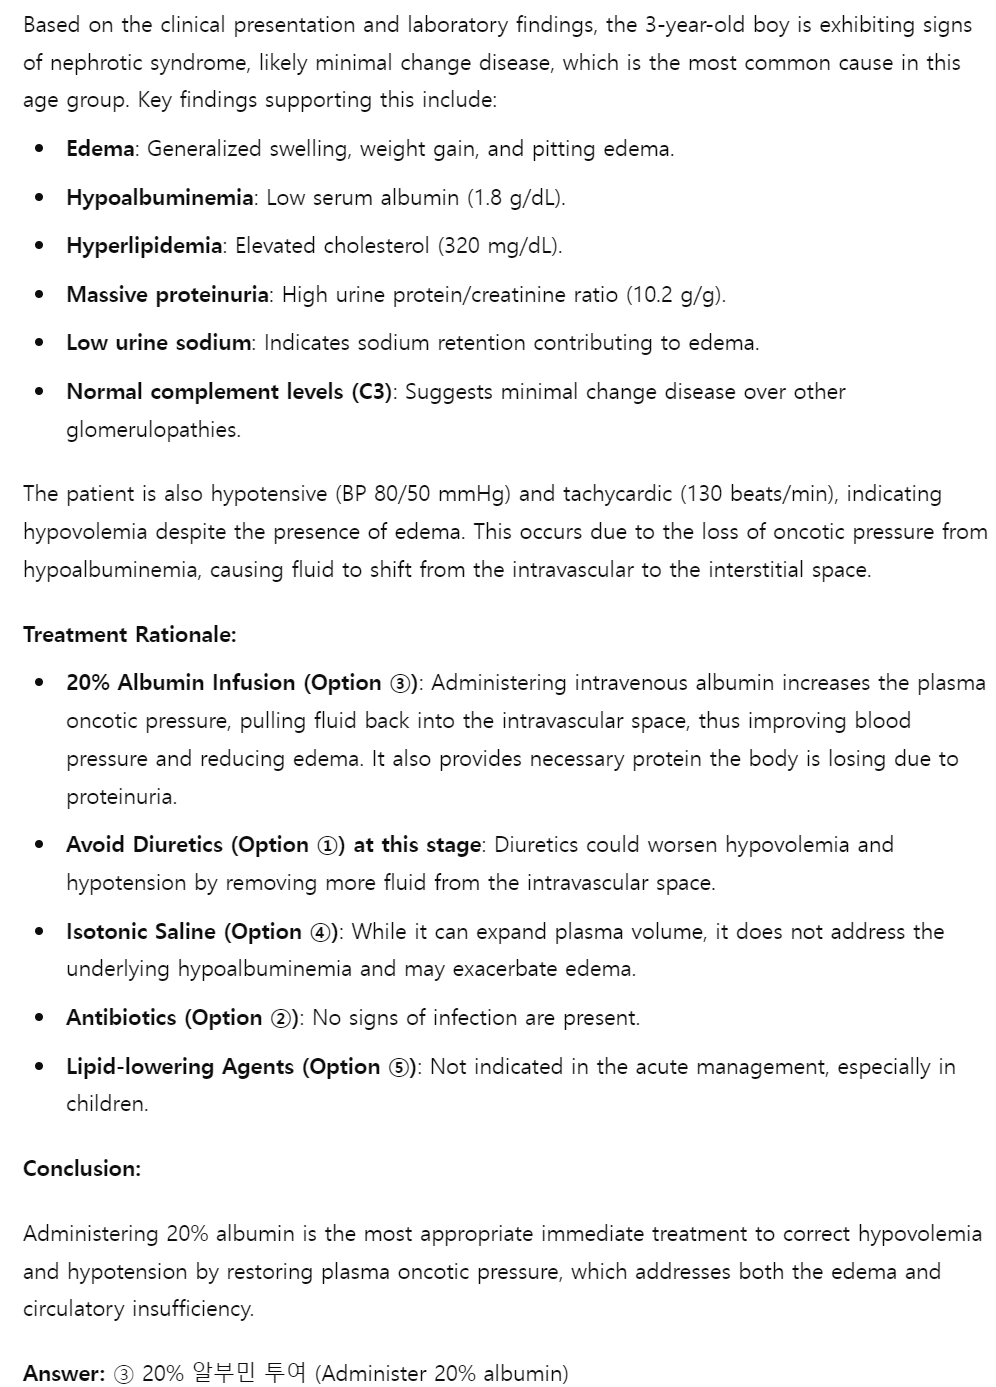 Based on the clinical presentation and laboratory findings, the 3-year-old boy is exhibiting signs
of nephrotic syndrome, likely minimal change disease, which is the most common cause in this
age group. Key findings supporting this include:
• Edema: Generalized swelling, weight gain, and pitting edema.
• Hypoalbuminemia: Low serum albumin (1.8 g/dL).
• Hyperlipidemia: Elevated cholesterol (320 mg/dL).
• Massive proteinuria: High urine protein/creatinine ratio (10.2 g/g).
• Low urine sodium: Indicates sodium retention contributing to edema.
• Normal complement levels (C3): Suggests minimal change disease over other
glomerulopathies.
The patient is also hypotensive (BP 80/50 mmHg) and tachycardic (130 beats/min), indicating
hypovolemia despite the presence of edema. This occurs due to the loss of oncotic pressure from
hypoalbuminemia, causing fluid to shift from the intravascular to the interstitial space.
Treatment Rationale:
• 20% Albumin Infusion (Option ③): Administering intravenous albumin increases the plasma
oncotic pressure, pulling fluid back into the intravascular space, thus improving blood
pressure and reducing edema. It also provides necessary protein the body is losing due to
proteinuria.
• Avoid Diuretics (Option ①) at this stage: Diuretics could worsen hypovolemia and
hypotension by removing more fluid from the intravascular space.
• Isotonic Saline (Option ④): While it can expand plasma volume, it does not address the
underlying hypoalbuminemia and may exacerbate edema.
• Antibiotics (Option ②): No signs of infection are present.
• Lipid-lowering Agents (Option ⑤): Not indicated in the acute management, especially in
children.
Conclusion:
Administering 20% albumin is the most appropriate immediate treatment to correct hypovolemia
and hypotension by restoring plasma oncotic pressure, which addresses both the edema and
circulatory insufficiency.
Answer: ③ 20% 알부민 투여 (Administer 20% albumin)